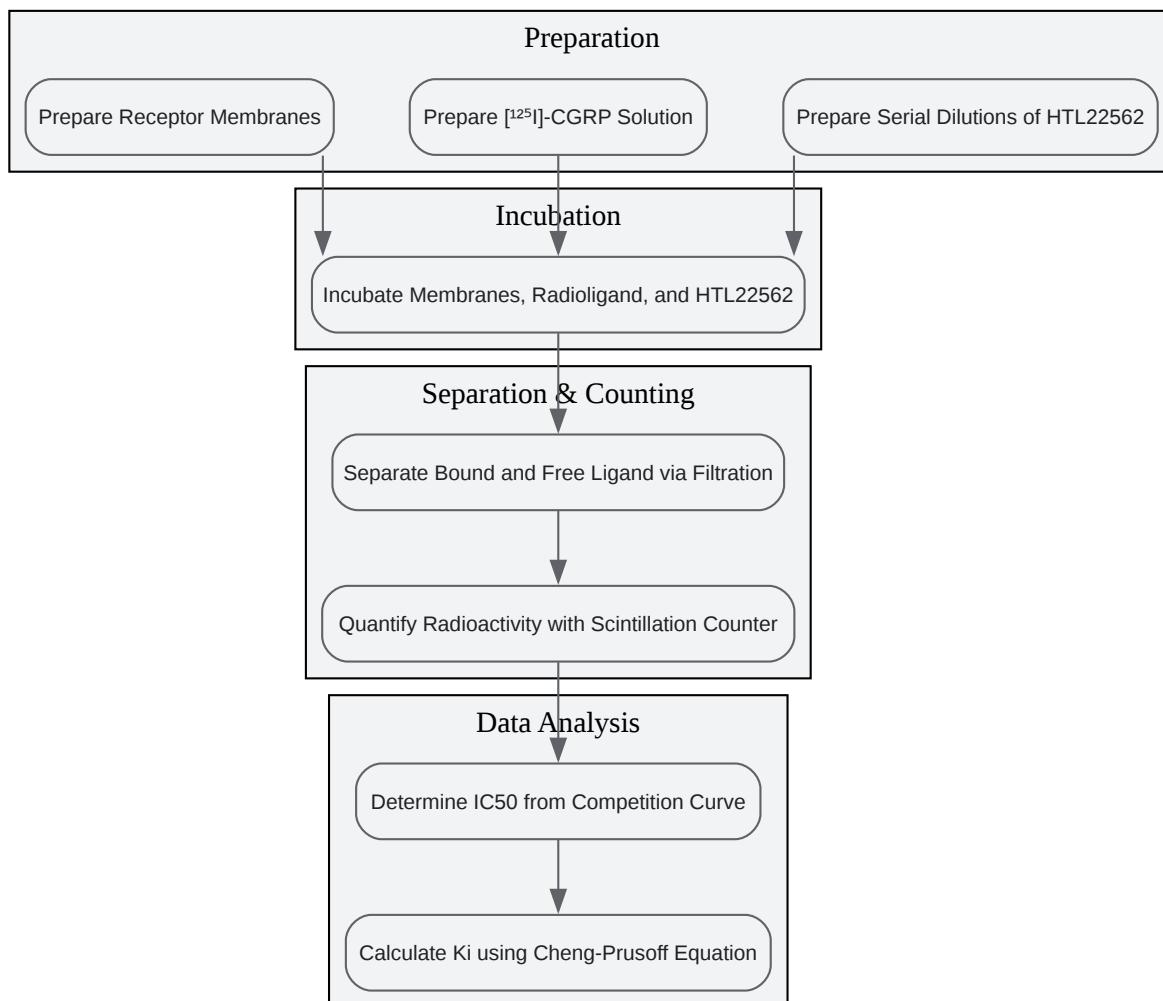 Preparation
Prepare Receptor Membranes
Prepare [¹²⁵I]-CGRP Solution
Prepare Serial Dilutions of HTL22562
Incubation
Incubate Membranes, Radioligand, and HTL22562
Separation & Counting
Separate Bound and Free Ligand via Filtration
Quantify Radioactivity with Scintillation Counter
Data Analysis
Determine IC50 from Competition Curve
Calculate Ki using Cheng-Prusoff Equation